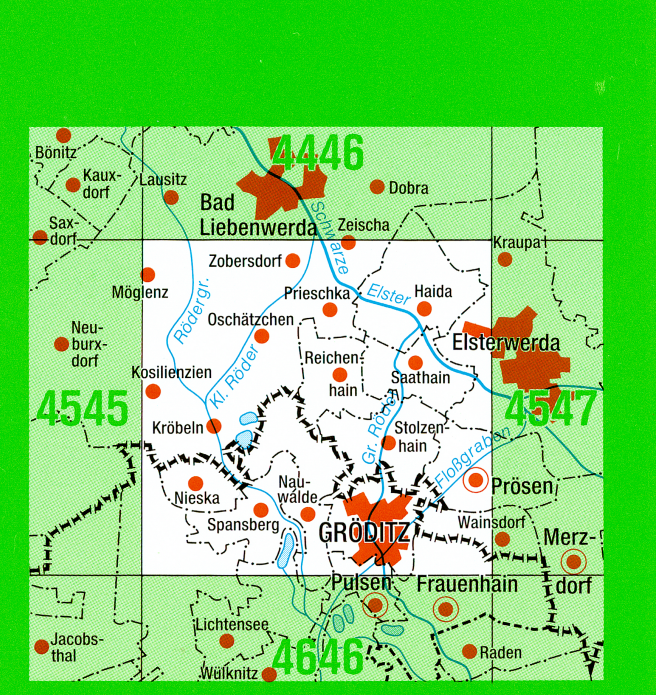 4446
Bönitz
Kaux-
dorf
Lausitz
Dobra
Bad
Liebenwerda
Schwarze
Zeischa
Sax-
dorf
Kraupa
Zobersdorf
Möglenz
Prieschka
Elster
Haida
Rödergr.
Oschätzchen
Neu-
burx-
dorf
Elsterwerda
Reichen-
hain
Saathain
Kosilienzien
Kl. Röder
4545
4547
Kröbeln
Gr. Röder
Stolzen
hain
Floßgraben
Nieska
Nau-
walde
Prösen
Spansberg
GRÖDITZ
Wainsdorf
Merz-
dorf
Pulsen
Frauenhain
Lichtensee
Jacobs-
thal
4646
Raden
Wülknitz